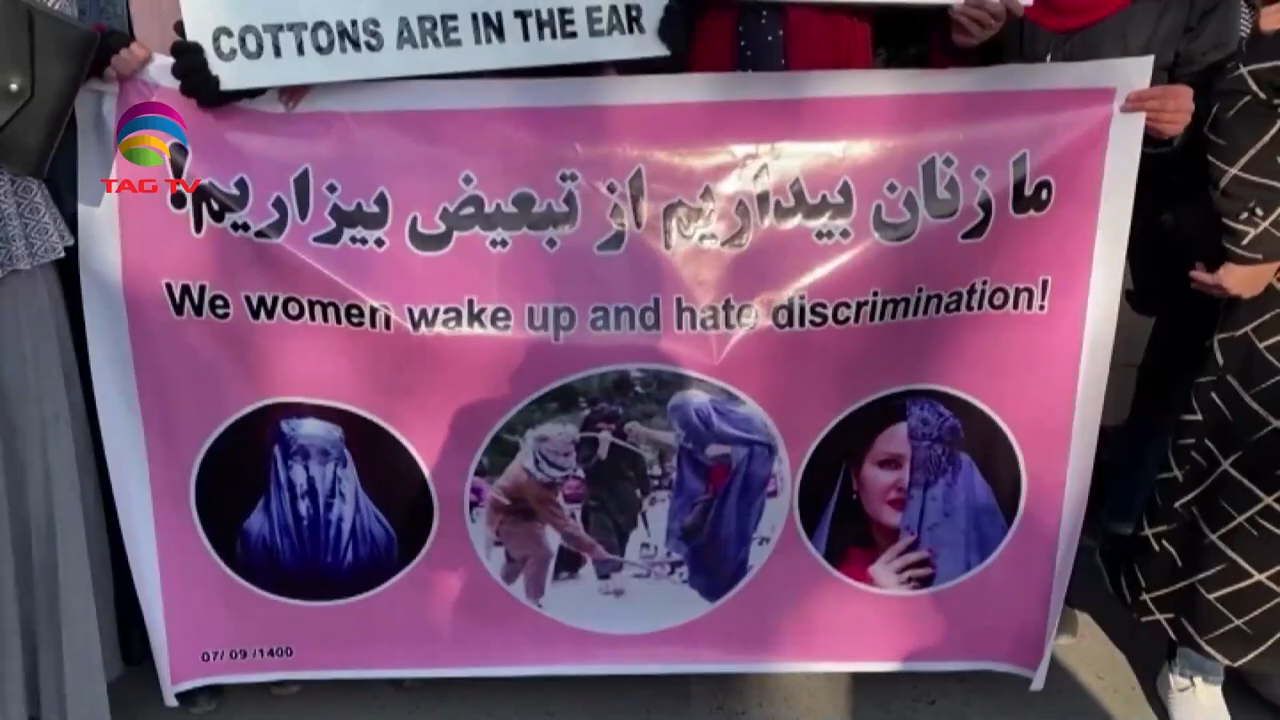 COTTONS ARE IN THE EAR
TAG TV
ما زنان بیداریم از تبعیض بیزاریم!
We women wake up and hate discrimination!
07/ 09 /1400